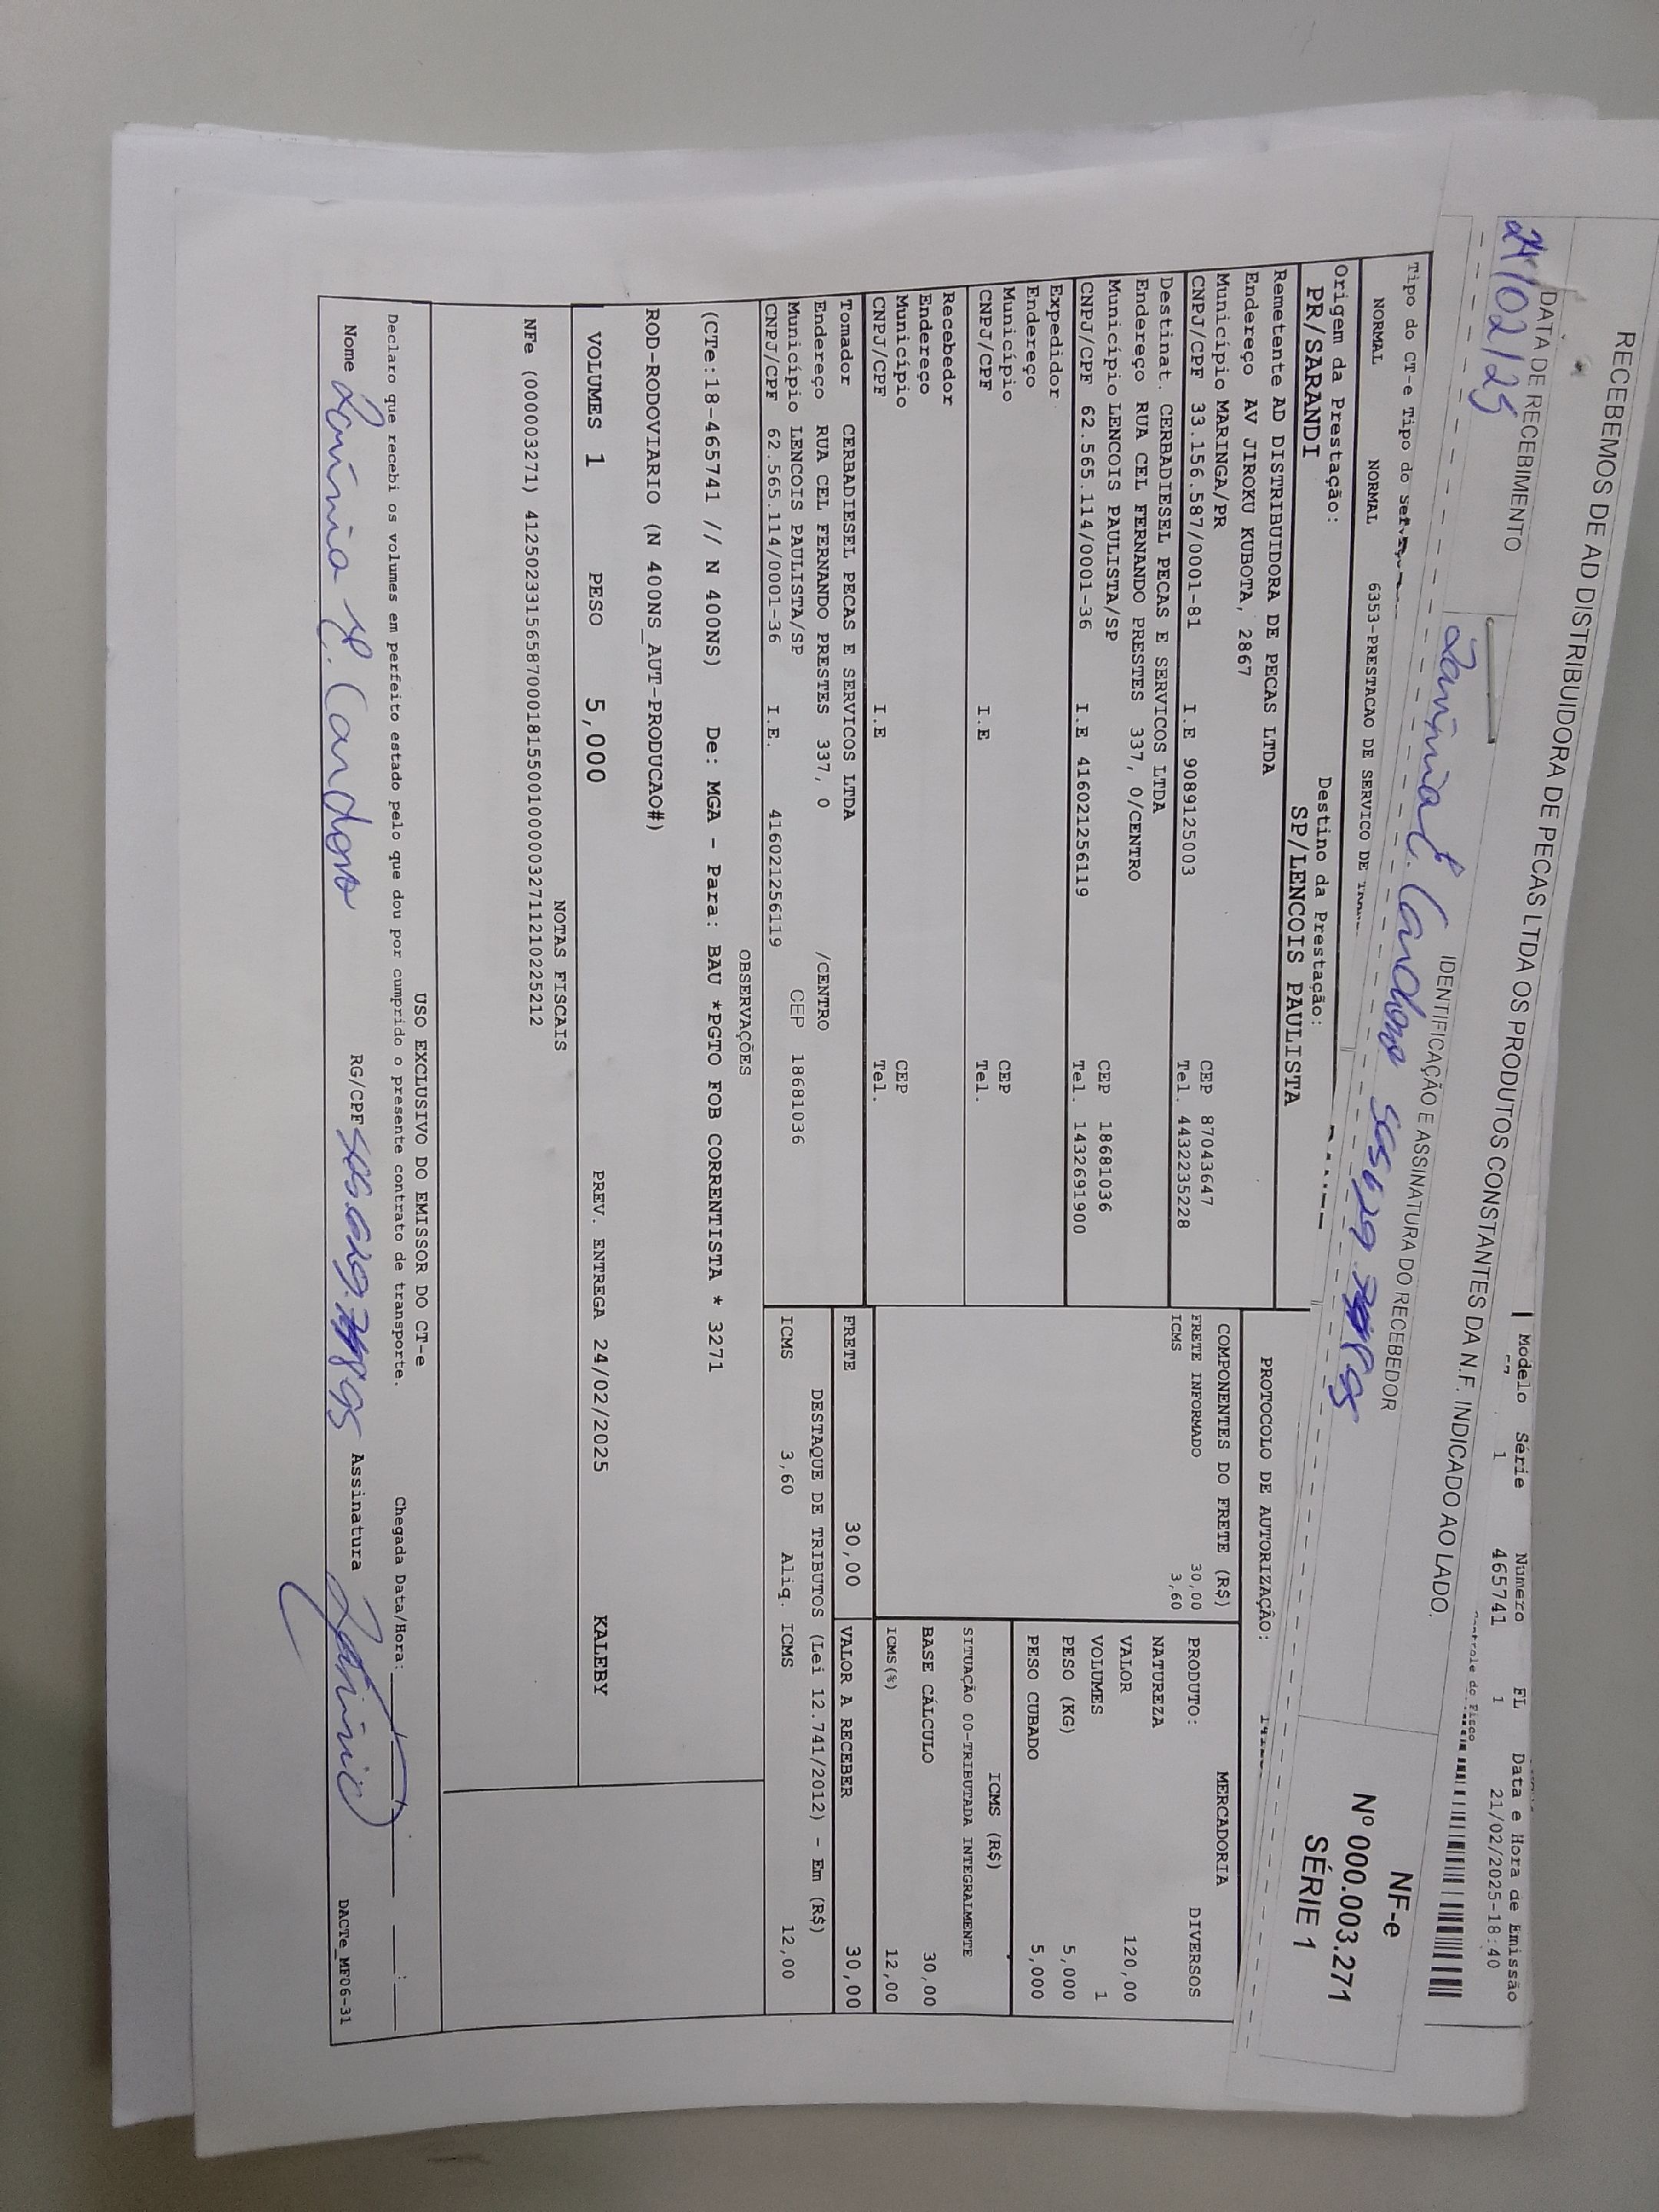 RECEBEMOS DE AD DISTRIBUIDORA DE PECAS LTDA OS PRODUTOS CONSTANTES DA N.F. INDICADO AO LADO.
DATA DE RECEBIMENTO
IDENTIFICAÇÃO E ASSINATURA DO RECEBEDOR
24/02/25
Cardoso
NF-e
Nº 000.003.271
SÉRIE 1
Modelo Série Número FL Data e Hora de Emissão
1 465741 1 21/02/2025-18:40
Tipo do CT-e Tipo do
NORMAL NORMAL 6353-PRESTACAO DE SERVICO DE
Origem da Prestação: Destino da Prestação:
PR/SARANDI SP/LENCOIS PAULISTA
PROTOCOLO DE AUTORIZAÇÃO:
Remetente AD DISTRIBUIDORA DE PECAS LTDA
Endereço AV JIROKU KUBOTA, 2867
Município MARINGA/PR CEP 87043647
CNPJ/CPF 33.156.587/0001-81 I.E 9089125003 Tel. 4432235228
Destinat. CERBADIESEL PECAS E SERVICOS LTDA
Endereço RUA CEL FERNANDO PRESTES 337, 0/CENTRO
Município LENCOIS PAULISTA/SP CEP 18681036
CNPJ/CPF 62.565.114/0001-36 I.E 416021256119 Tel. 1432691900
Expedidor
Endereço
Município CEP
CNPJ/CPF I.E Tel.
Recebedor
Endereço
Município CEP
CNPJ/CPF I.E Tel.
Tomador CERBADIESEL PECAS E SERVICOS LTDA
Endereço RUA CEL FERNANDO PRESTES 337, 0 /CENTRO
Município LENCOIS PAULISTA/SP CEP 18681036
CNPJ/CPF 62.565.114/0001-36 I.E. 416021256119
COMPONENTES DO FRETE (R$)
FRETE INFORMADO 30,00
ICMS 3,60
MERCADORIA
PRODUTO: DIVERSOS
NATUREZA
VALOR 120,00
VOLUMES 1
PESO (KG) 5,000
PESO CUBADO 5,000
ICMS (R$)
SITUAÇÃO 00-TRIBUTADA INTEGRALMENTE
BASE CÁLCULO 30,00
ICMS(%) 12,00
FRETE 30,00 VALOR A RECEBER 30,00
DESTAQUE DE TRIBUTOS (Lei 12.741/2012) - Em (R$)
ICMS 3,60 Aliq. ICMS 12,00
OBSERVAÇÕES
(CTe:18-465741 // N 400NS) De: MGA - Para: BAU *PGTO FOB CORRENTISTA * 3271
ROD-RODOVIARIO (N 400NS_AUT-PRODUCAO#)
VOLUMES 1 PESO 5,000 PREV. ENTREGA 24/02/2025 KALEBY
NOTAS FISCAIS
NFe (000003271) 41250233156587000181550010000032711210225212
USO EXCLUSIVO DO EMISSOR DO CT-e
Declaro que recebi os volumes em perfeito estado pelo que dou por cumprido o presente contrato de transporte. Chegada Data/Hora:
Nome Cardoso RG/CPF Assinatura DACTe_MF06-31